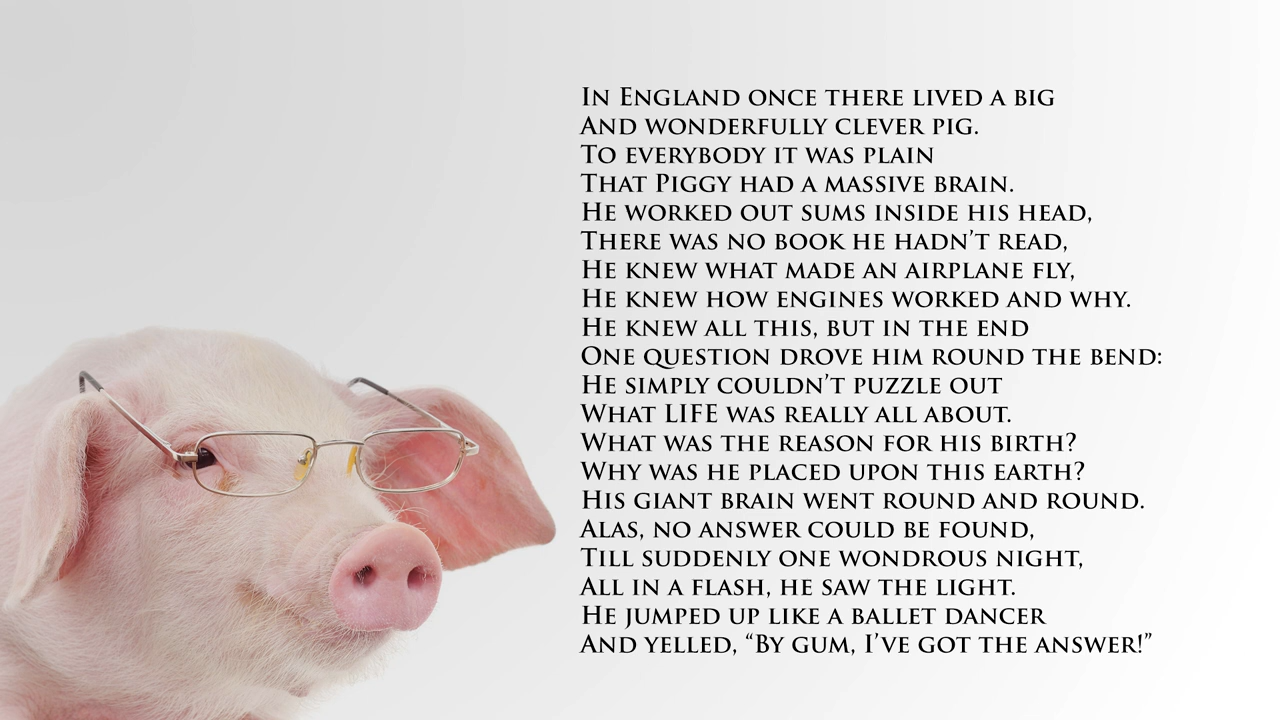 In England once there lived a big
And wonderfully clever pig.
To everybody it was plain
That Piggy had a massive brain.
He worked out sums inside his head,
There was no book he hadn’t read,
He knew what made an airplane fly,
He knew how engines worked and why.
He knew all this, but in the end
One question drove him round the bend:
He simply couldn’t puzzle out
What LIFE was really all about.
What was the reason for his birth?
Why was he placed upon this earth?
His giant brain went round and round.
Alas, no answer could be found,
Till suddenly one wondrous night,
All in a flash, he saw the light.
He jumped up like a ballet dancer
And yelled, “By gum, I’ve got the answer!”